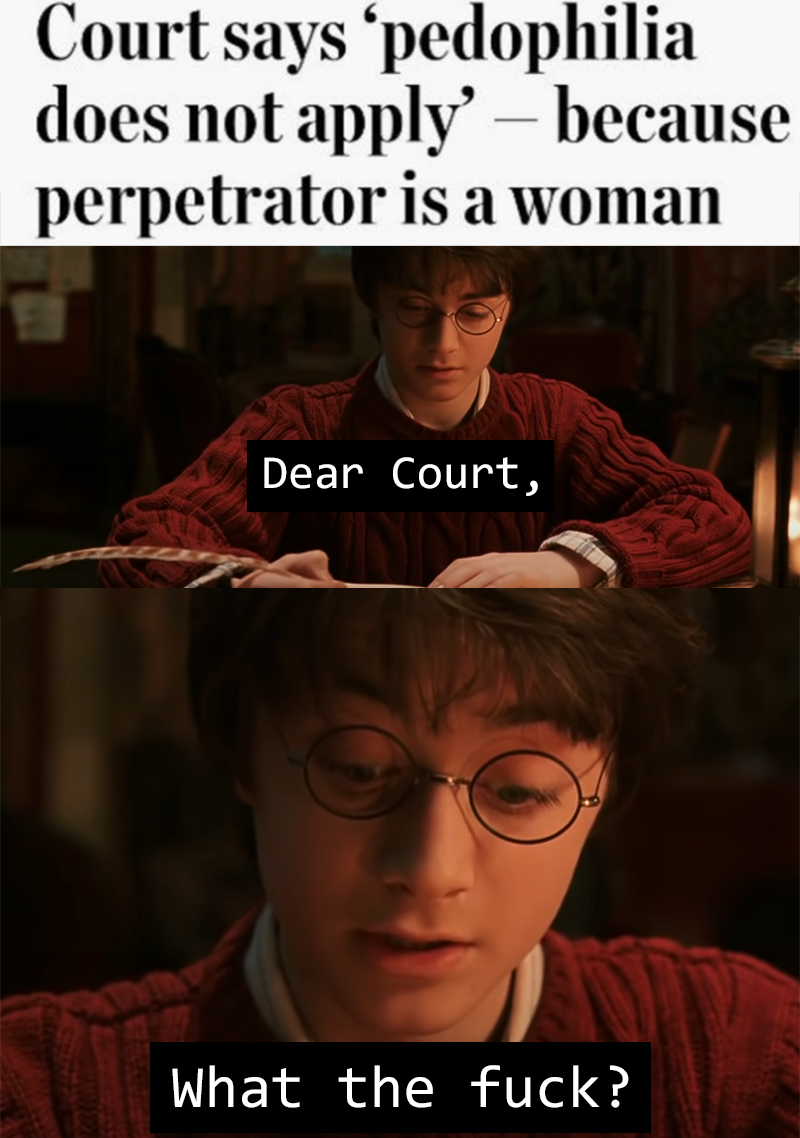 Court says ‘pedophilia
does not apply’ – because
perpetrator is a woman
Dear Court,
What the fuck?